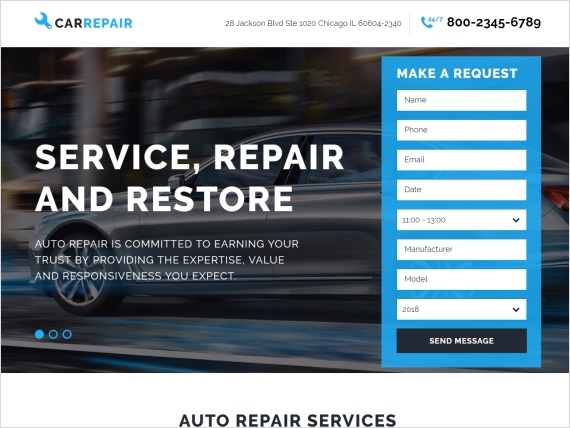 CARREPAIR
28 Jackson Blvd Ste 1020 Chicago IL 60604-2340
24/7 800-2345-6789
SERVICE, REPAIR
AND RESTORE
AUTO REPAIR IS COMMITTED TO EARNING YOUR
TRUST BY PROVIDING THE EXPERTISE, VALUE
AND RESPONSIVENESS YOU EXPECT.
MAKE A REQUEST
Name
Phone
Email
Date
11:00 - 13:00
Manufacturer
Model
2018
SEND MESSAGE
AUTO REPAIR SERVICES